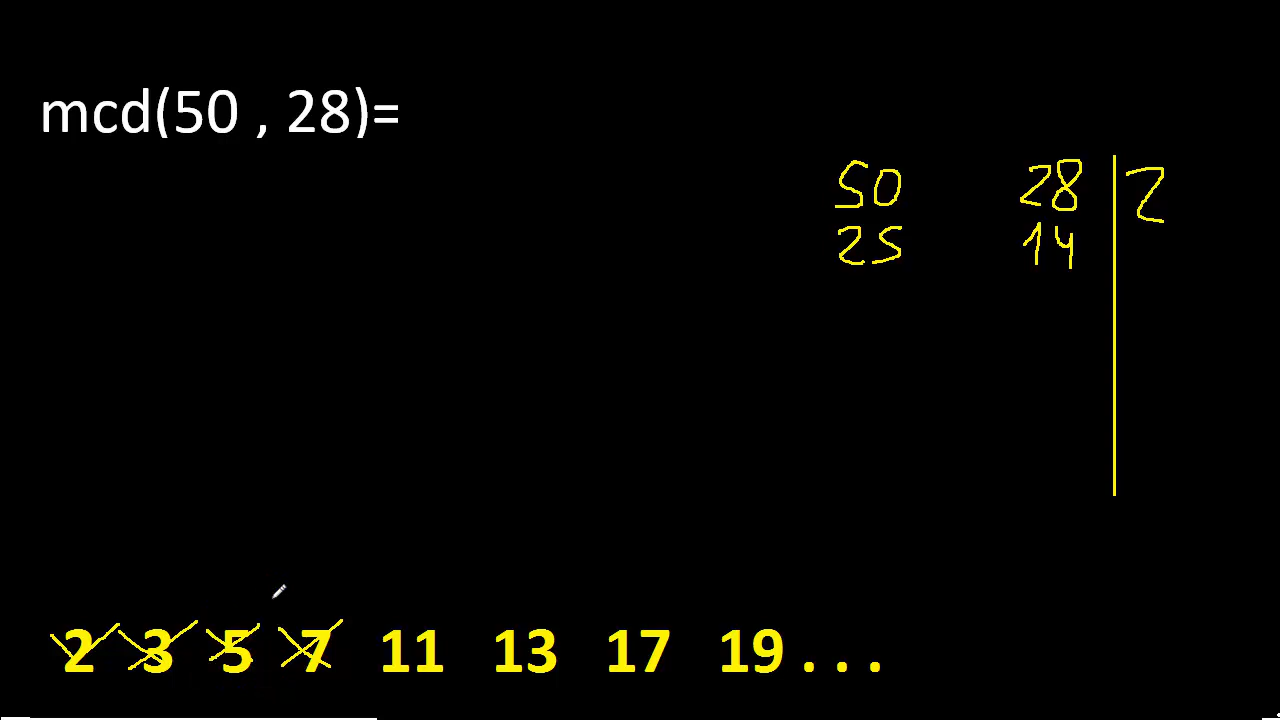 mcd(50 , 28)=
50 28 2
25 14
2 3 5 7 11 13 17 19 . . .